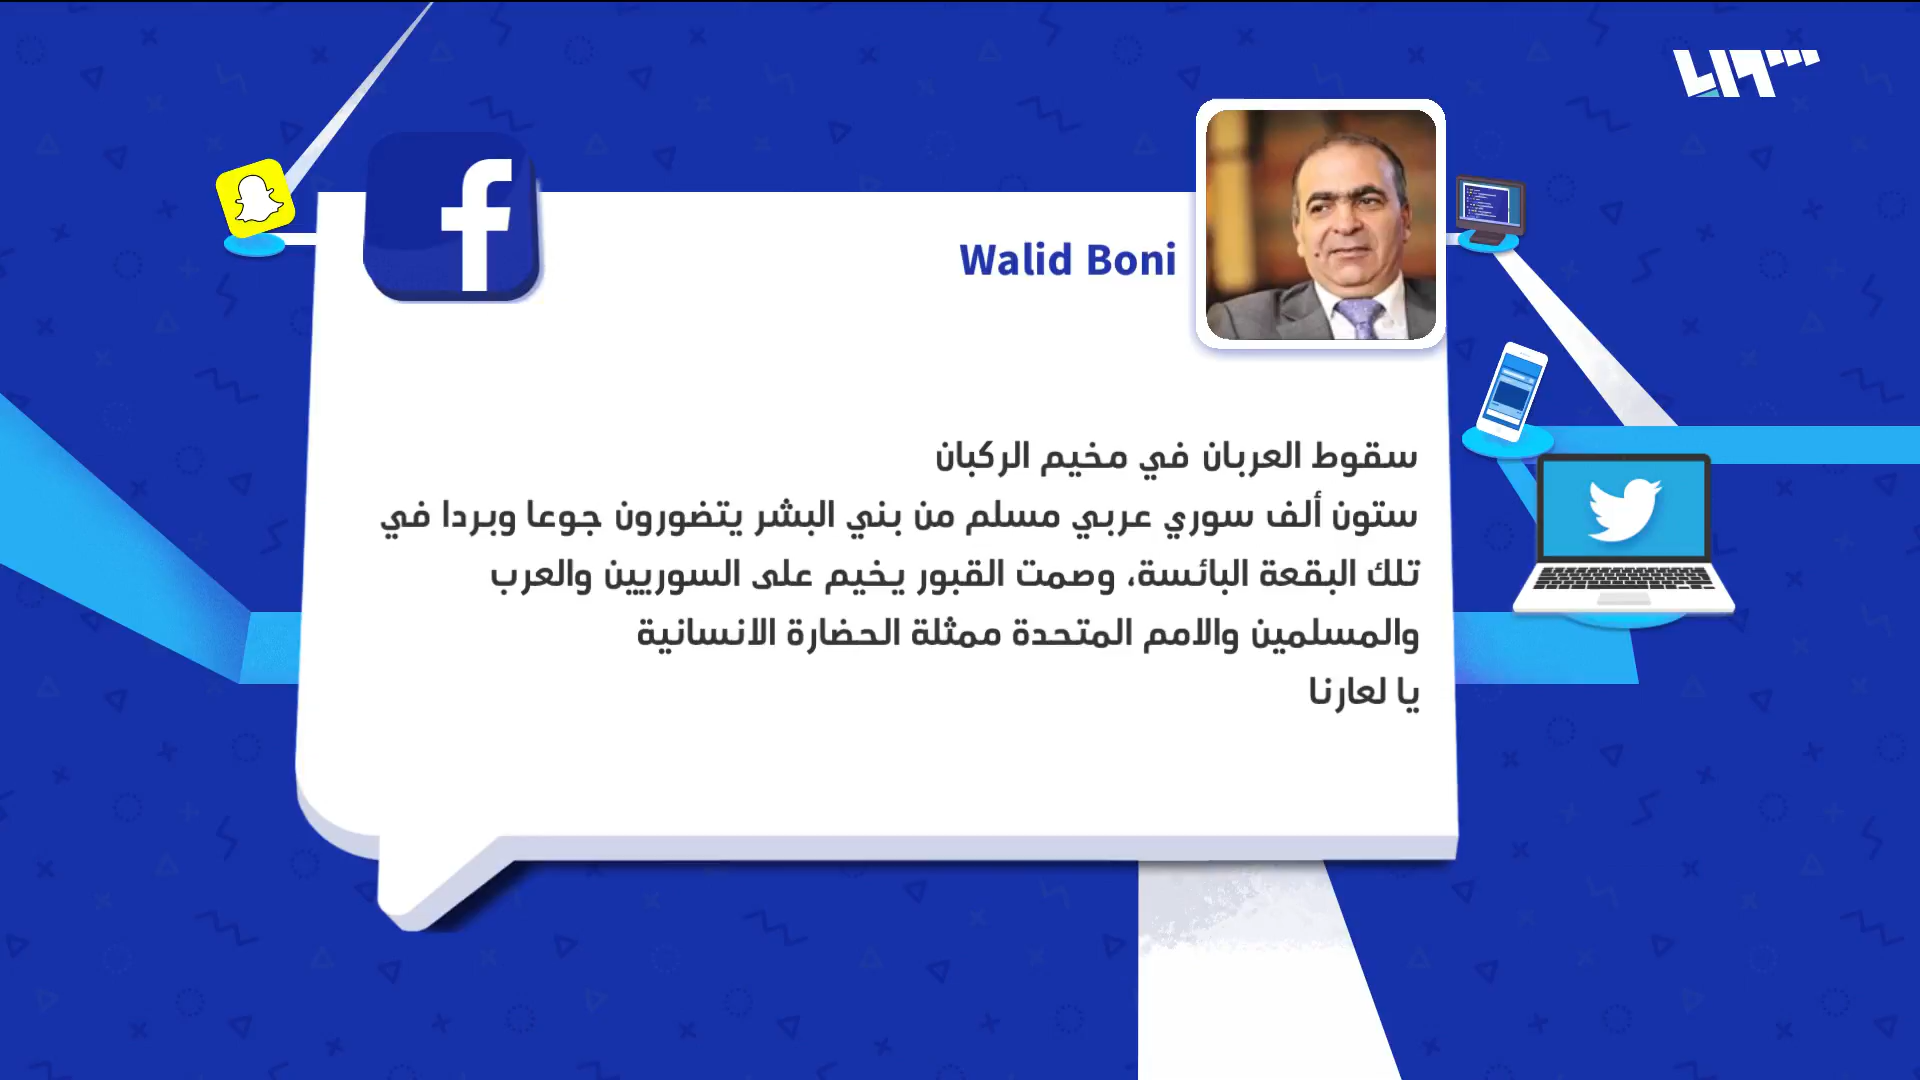 Walid Boni
سقوط العربان في مخيم الركبان
ستون ألف سوري عربي مسلم من بني البشر يتضورون جوعا وبردا في
تلك البقعة البائسة، وصمت القبور يخيم على السوريين والعرب
والمسلمين والامم المتحدة ممثلة الحضارة الانسانية
يا لعارنا